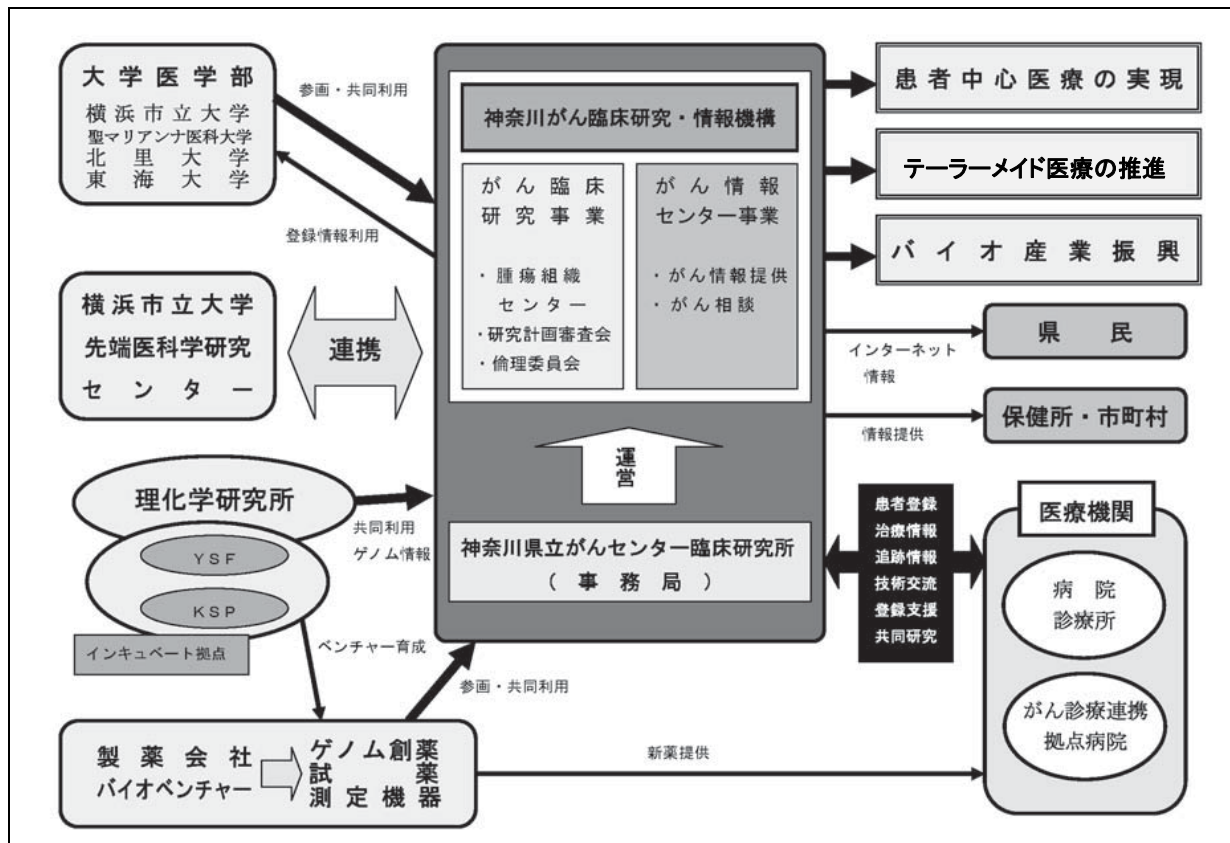 大学医学部
横浜市立大学
聖マリアンナ医科大学
北里大学
東海大学
参画・共同利用
登録情報利用
横浜市立大学
先端医科学研究
センター
連携
理化学研究所
YSF
KSP
インキュベート拠点
共同利用
ゲノム情報
ベンチャー育成
参画・共同利用
製薬会社
バイオベンチャー
ゲノム創薬
試薬
測定機器
新薬提供
神奈川がん臨床研究・情報機構
がん臨床
研究事業
・腫瘍組織
センター
・研究計画審査会
・倫理委員会
がん情報
センター事業
・がん情報提供
・がん相談
運営
神奈川県立がんセンター臨床研究所
(事務局)
患者中心医療の実現
テーラーメイド医療の推進
バイオ産業振興
インターネット
情報
県民
情報提供
保健所・市町村
患者登録
治療情報
追跡情報
技術交流
登録支援
共同研究
医療機関
病院
診療所
がん診療連携
拠点病院